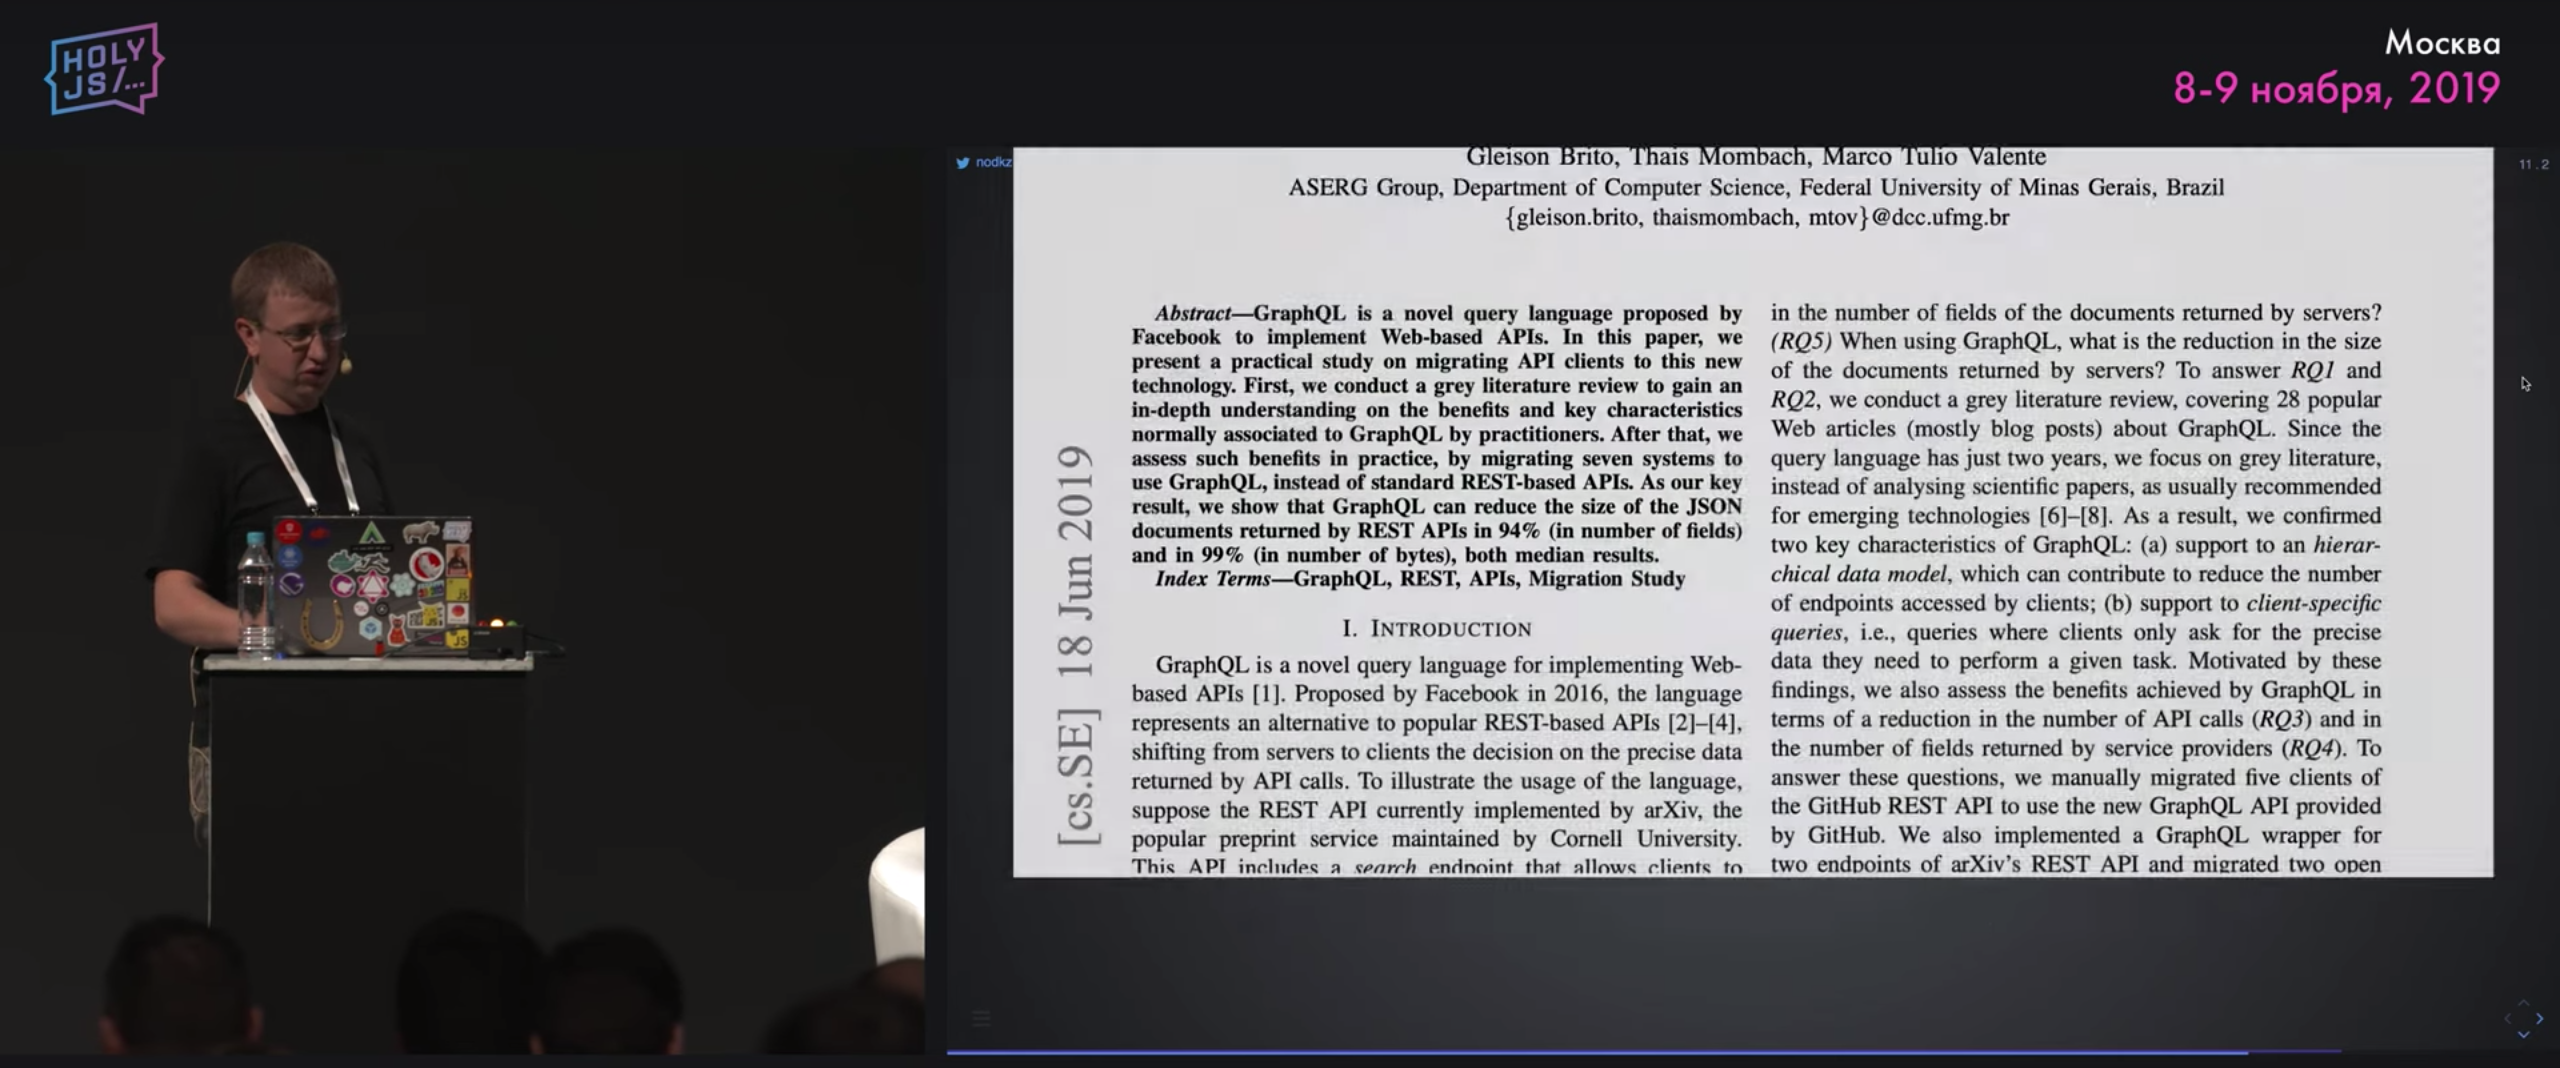 HOLY
JS/...
Москва
8-9 ноября, 2019
nodkz
11.2
Gleison Brito, Thais Mombach, Marco Tulio Valente
ASERG Group, Department of Computer Science, Federal University of Minas Gerais, Brazil
{gleison.brito, thaismombach, mtov}@dcc.ufmg.br
[cs.SE] 18 Jun 2019
Abstract—GraphQL is a novel query language proposed by
Facebook to implement Web-based APIs. In this paper, we
present a practical study on migrating API clients to this new
technology. First, we conduct a grey literature review to gain an
in-depth understanding on the benefits and key characteristics
normally associated to GraphQL by practitioners. After that, we
assess such benefits in practice, by migrating seven systems to
use GraphQL, instead of standard REST-based APIs. As our key
result, we show that GraphQL can reduce the size of the JSON
documents returned by REST APIs in 94% (in number of fields)
and in 99% (in number of bytes), both median results.
Index Terms—GraphQL, REST, APIs, Migration Study
I. INTRODUCTION
GraphQL is a novel query language for implementing Web-
based APIs [1]. Proposed by Facebook in 2016, the language
represents an alternative to popular REST-based APIs [2]–[4],
shifting from servers to clients the decision on the precise data
returned by API calls. To illustrate the usage of the language,
suppose the REST API currently implemented by arXiv, the
popular preprint service maintained by Cornell University.
This API includes a search endpoint that allows clients to
in the number of fields of the documents returned by servers?
(RQ5) When using GraphQL, what is the reduction in the size
of the documents returned by servers? To answer RQ1 and
RQ2, we conduct a grey literature review, covering 28 popular
Web articles (mostly blog posts) about GraphQL. Since the
query language has just two years, we focus on grey literature,
instead of analysing scientific papers, as usually recommended
for emerging technologies [6]–[8]. As a result, we confirmed
two key characteristics of GraphQL: (a) support to an hierar-
chical data model, which can contribute to reduce the number
of endpoints accessed by clients; (b) support to client-specific
queries, i.e., queries where clients only ask for the precise
data they need to perform a given task. Motivated by these
findings, we also assess the benefits achieved by GraphQL in
terms of a reduction in the number of API calls (RQ3) and in
the number of fields returned by service providers (RQ4). To
answer these questions, we manually migrated five clients of
the GitHub REST API to use the new GraphQL API provided
by GitHub. We also implemented a GraphQL wrapper for
two endpoints of arXiv's REST API and migrated two open
JS
JS